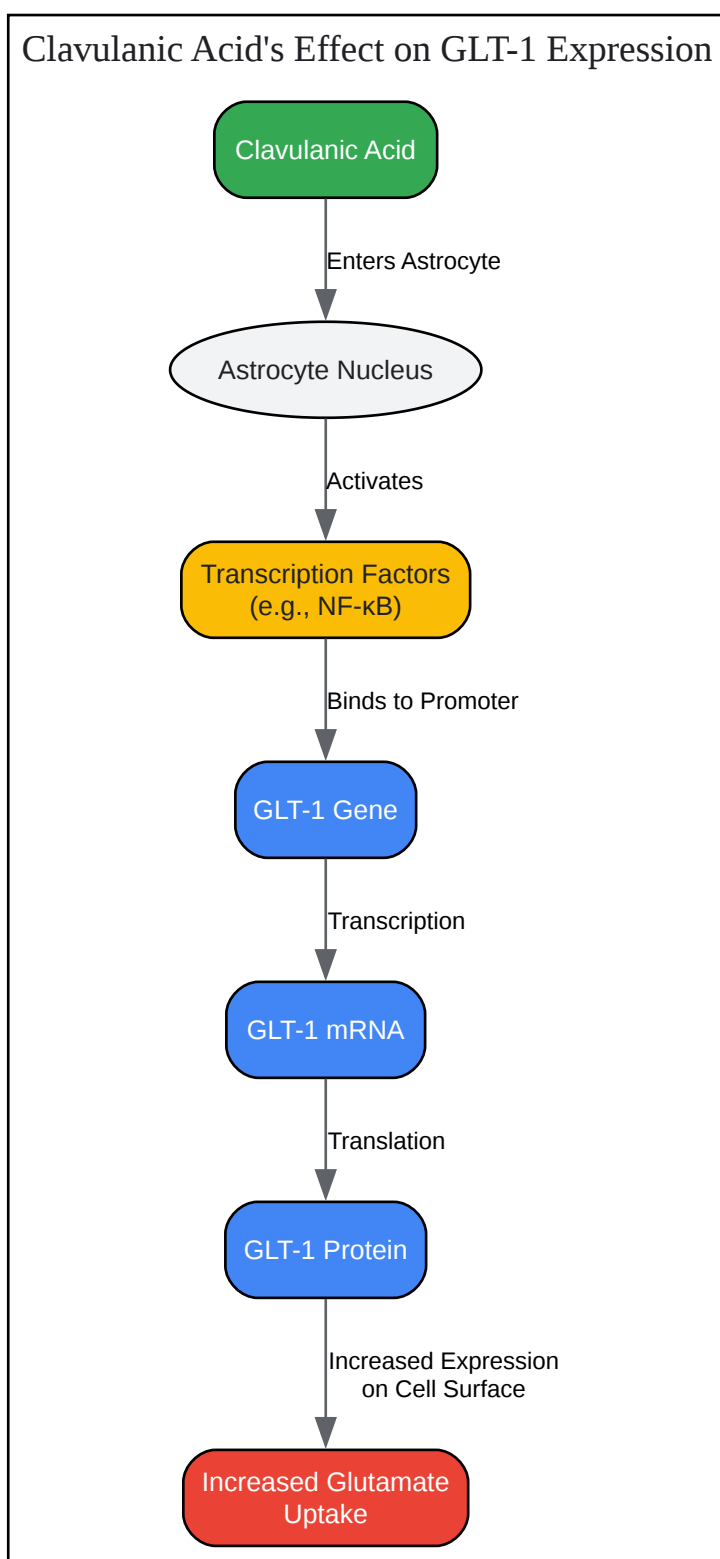 Clavulanic Acid's Effect on GLT-1 Expression
Clavulanic Acid
Enters Astrocyte
Astrocyte Nucleus
Activates
Transcription Factors
(e.g., NF-κB)
Binds to Promoter
GLT-1 Gene
Transcription
GLT-1 mRNA
Translation
GLT-1 Protein
Increased Expression
on Cell Surface
Increased Glutamate
Uptake